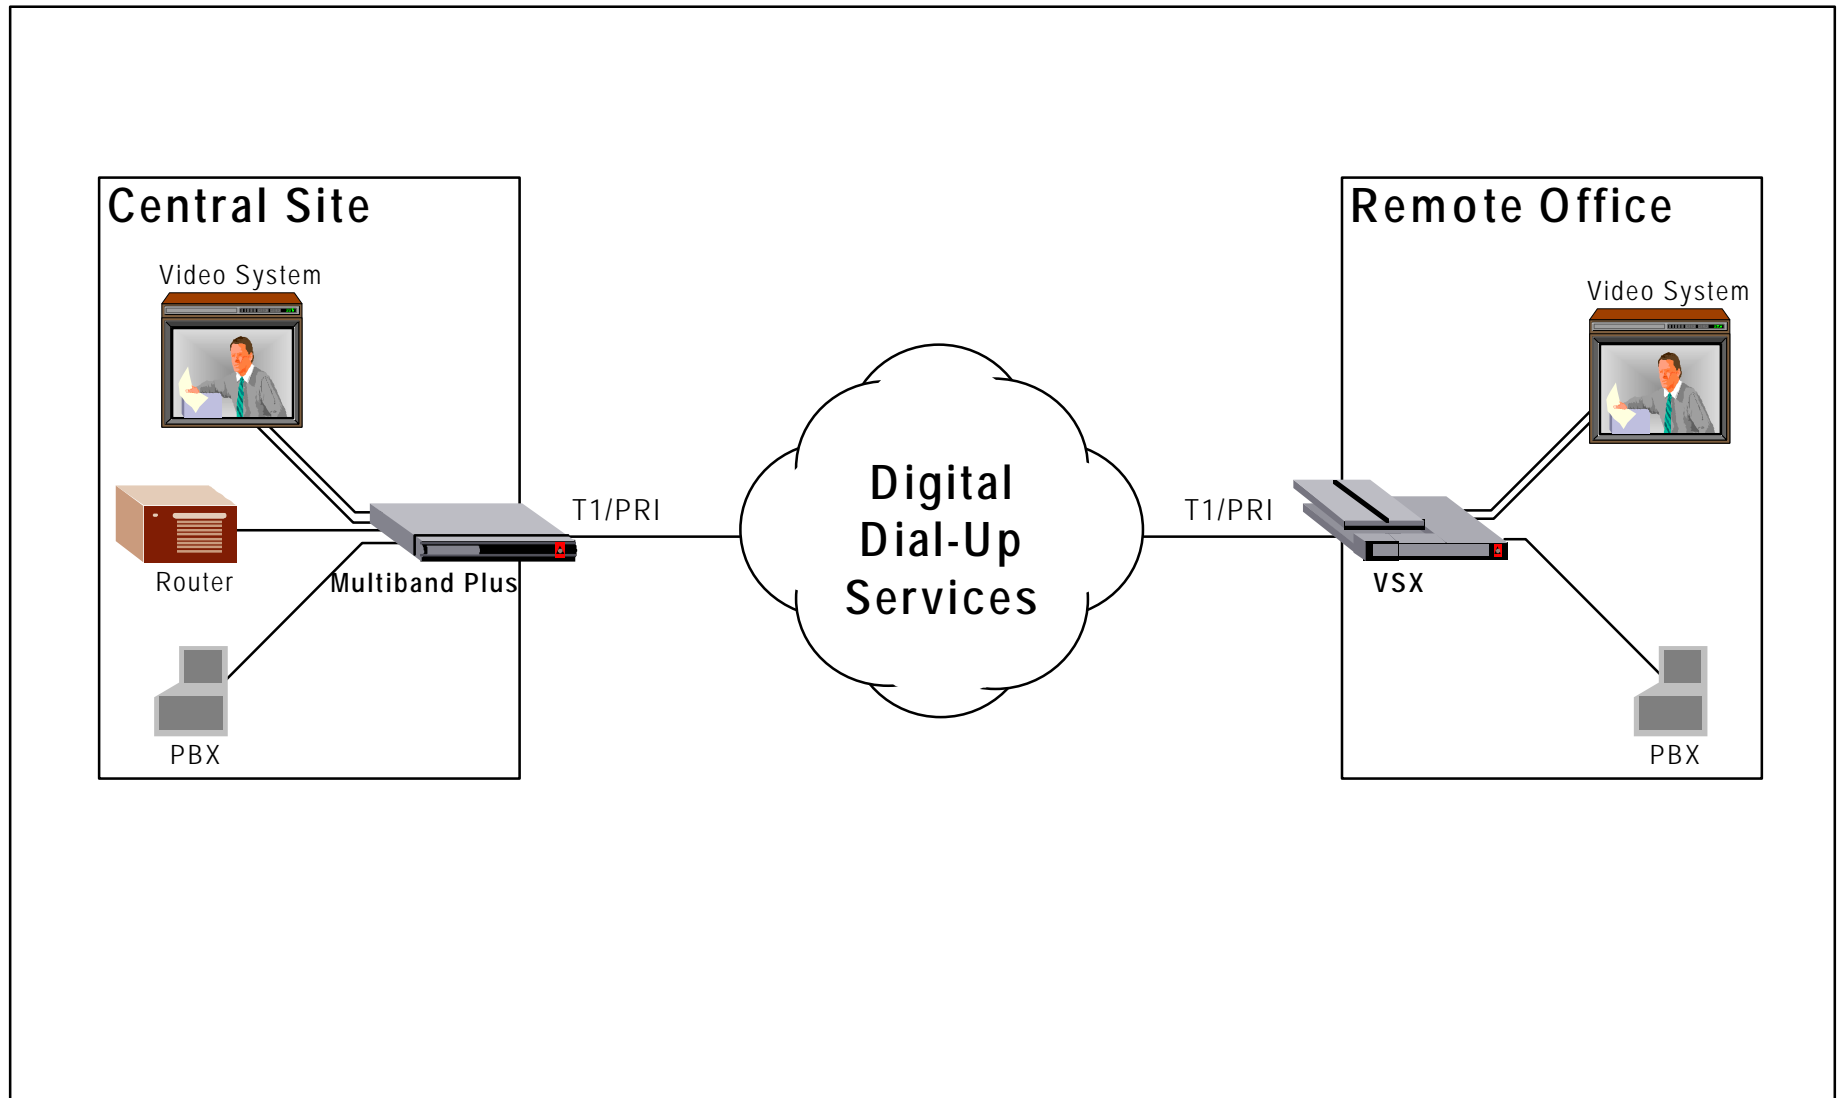 Central Site
Video System
Router
Multiband Plus
PBX
T1/PRI
Digital
Dial-Up
Services
T1/PRI
Remote Office
Video System
VSX
PBX